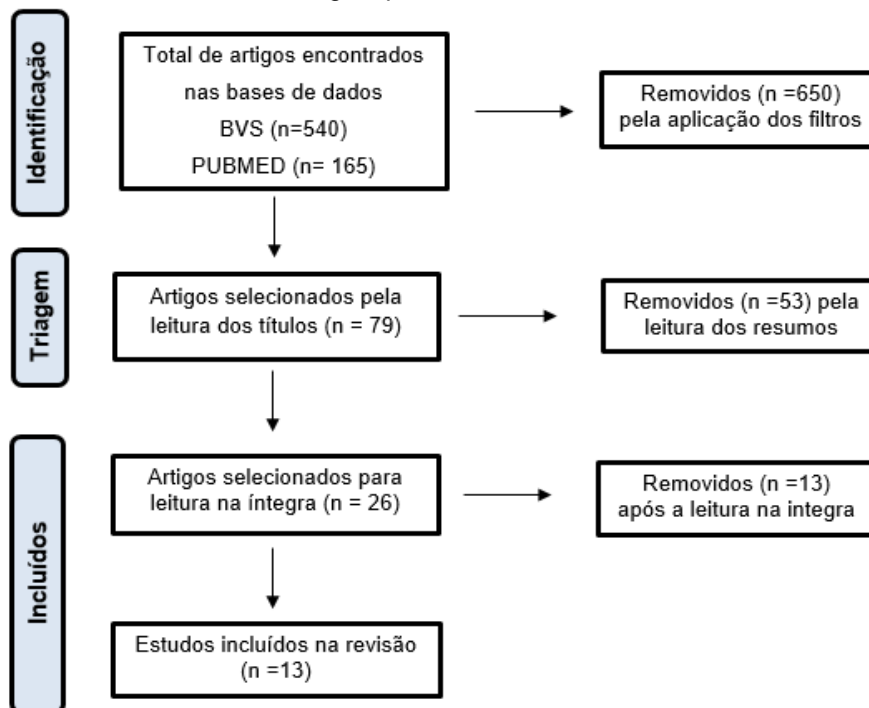 Identificação
Total de artigos encontrados
nas bases de dados
BVS (n=540)
PUBMED (n= 165)
Removidos (n =650)
pela aplicação dos filtros
Triagem
Artigos selecionados pela
leitura dos títulos (n = 79)
Removidos (n =53) pela
leitura dos resumos
Incluídos
Artigos selecionados para
leitura na íntegra (n = 26)
Removidos (n =13)
após a leitura na integra
Estudos incluídos na revisão
(n =13)